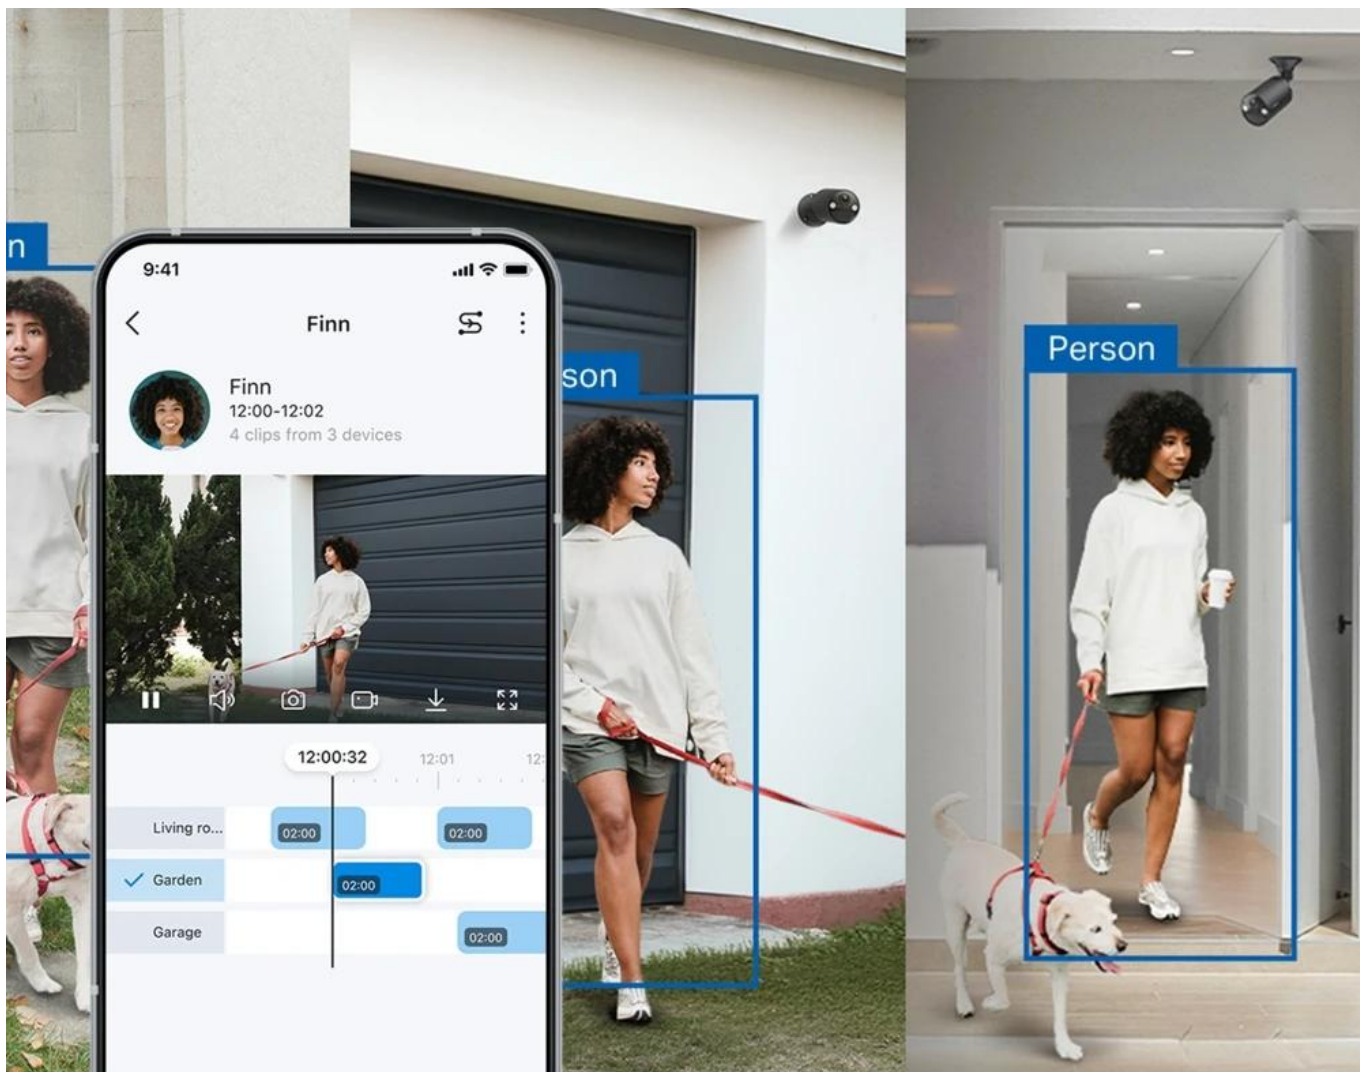 n
9:41
Finn
Finn
12:00-12:02
4 clips from 3 devices
12:00:32
12:01
12:
Living ro...
02:00
02:00
Garden
02:00
Garage
02:00
son
Person